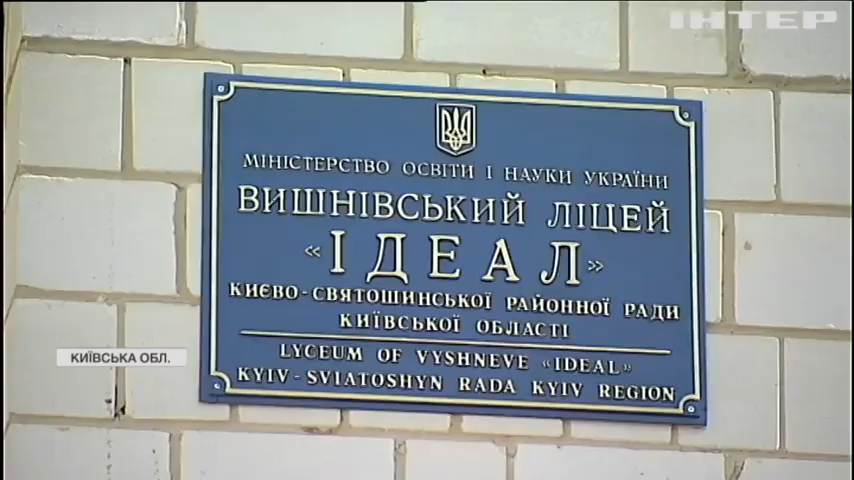 ІНТЕР
МІНІСТЕРСТВО ОСВІТИ І НАУКИ УКРАЇНИ
ВИШНІВСЬКИЙ ЛІЦЕЙ
«ІДЕАЛ»
КИЄВО-СВЯТОШИНСЬКОЇ РАЙОННОЇ РАДИ
КИЇВСЬКОЇ ОБЛАСТІ
LYCEUM OF VYSHNEVE «IDEAL»
KYIV-SVIATOSHYN RADA KYIV REGION
КИЇВСЬКА ОБЛ.